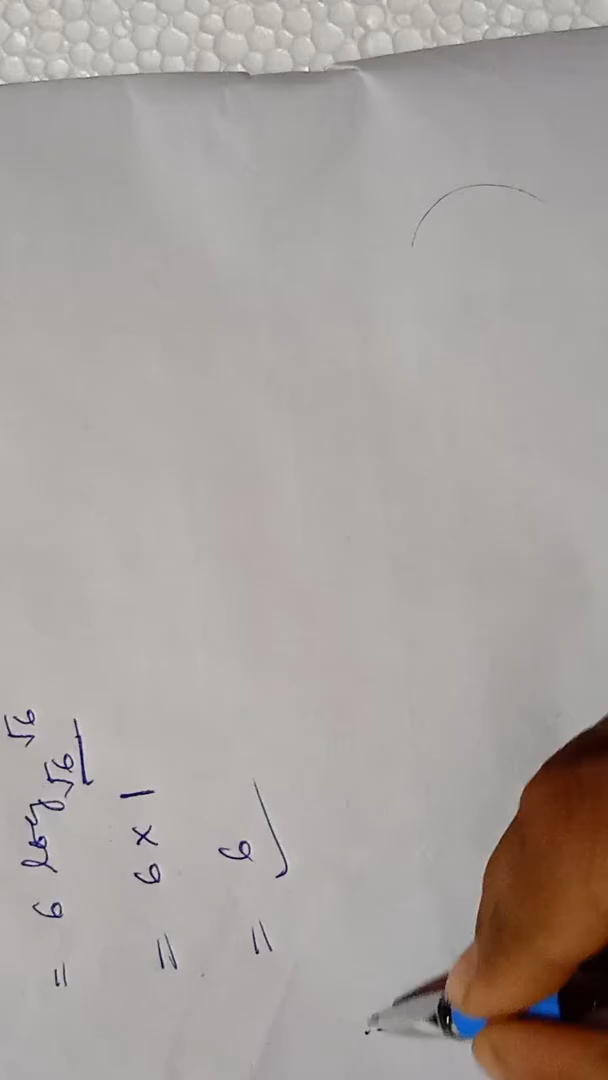 = 6 log√6 √6
= 6 × 1
= 6